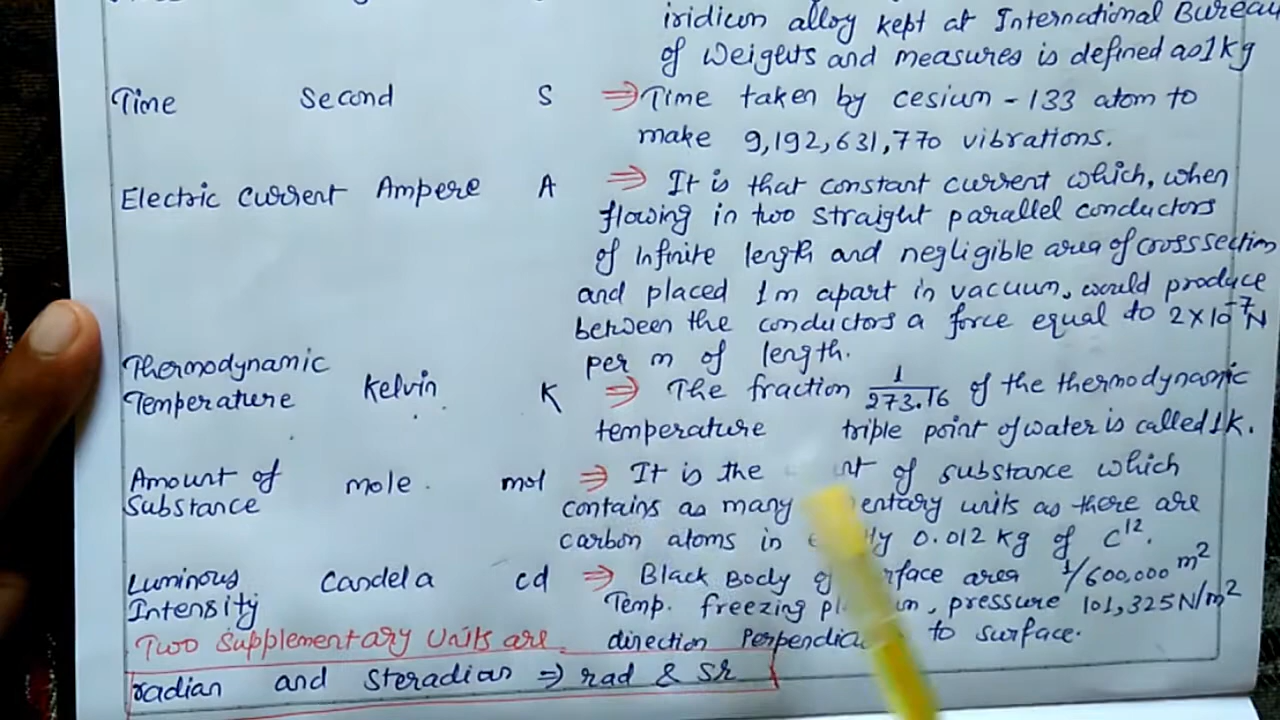 iridium alloy kept at International Bureau
of Weights and measures is defined as 1 kg
Time Second S ⇒ Time taken by cesium - 133 atom to
make 9,192,631,770 vibrations.
Electric Current Ampere A ⇒ It is that constant current which, when
flowing in two straight parallel conductors
of infinite length and negligible area of cross section
and placed 1m apart in vacuum, would produce
between the conductors a force equal to 2×10⁻⁷N
per m of length.
Thermodynamic
Temperature Kelvin K ⇒ The fraction 1/273.16 of the thermodynamic
temperature triple point of water is called 1k.
Amount of mole. mol ⇒ It is the of substance which
Substance contains as many units as there are
carbon atoms in 0.012 kg of C¹².
Luminous Candela cd ⇒ Black Body area 1/600,000 m²
Intensity Temp. freezing , pressure 101,325N/m²
Two Supplementary Units are. direction to surface.
radian and steradian ⇒ rad & sr